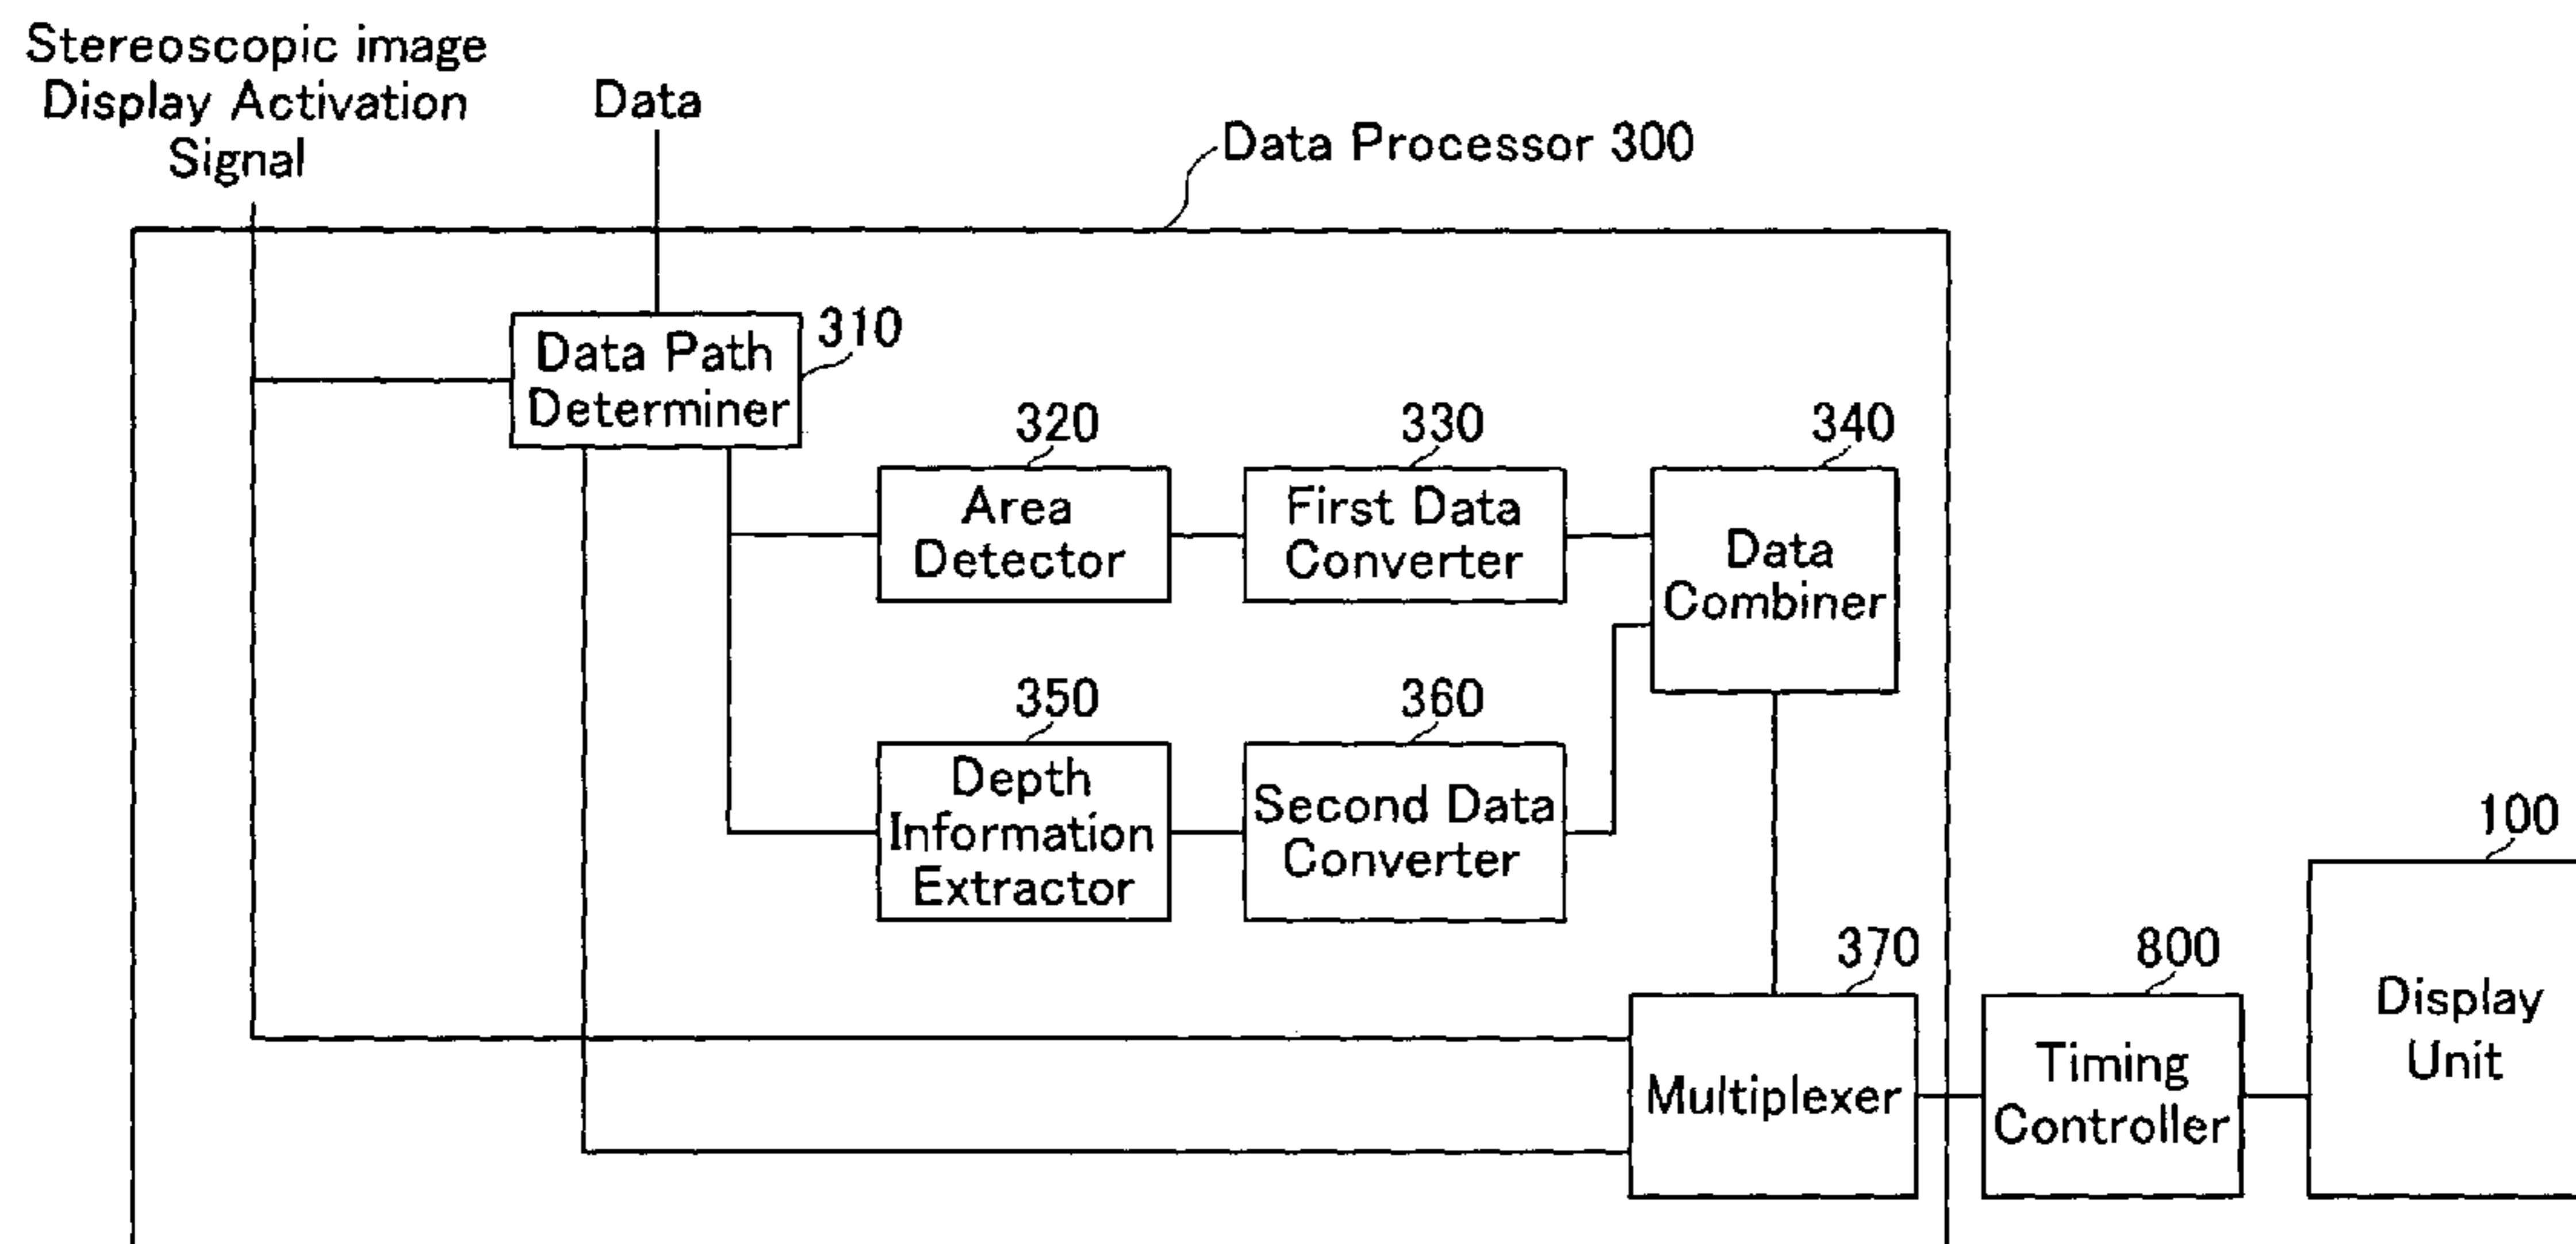 Stereoscopic image
Display Activation
Signal
Data
Data Processor 300
Data Path
Determiner
310
320
Area
Detector
330
First Data
Converter
340
Data
Combiner
350
Depth
Information
Extractor
360
Second Data
Converter
370
Multiplexer
800
Timing
Controller
100
Display
Unit